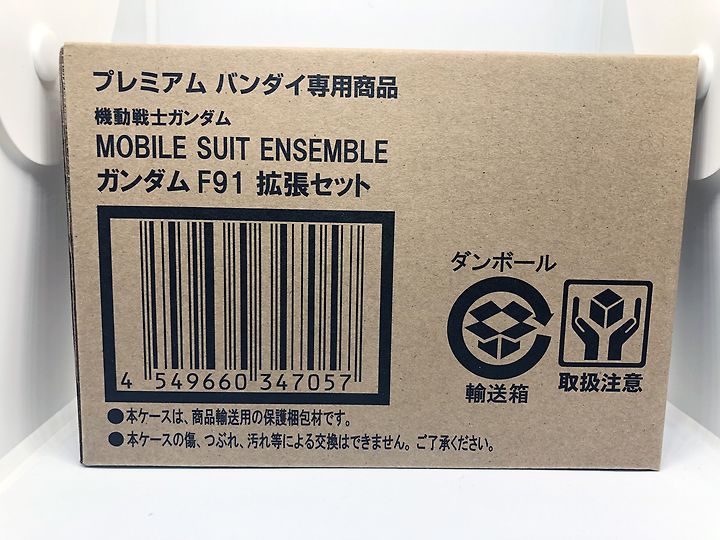 プレミアム バンダイ専用商品
機動戦士ガンダム
MOBILE SUIT ENSEMBLE
ガンダム F91 拡張セット
4 549660 347057
ダンボール
輸送箱
取扱注意
●本ケースは、商品輸送用の保護梱包材です。
●本ケースの傷、つぶれ、汚れ等による交換はできません。ご了承ください。